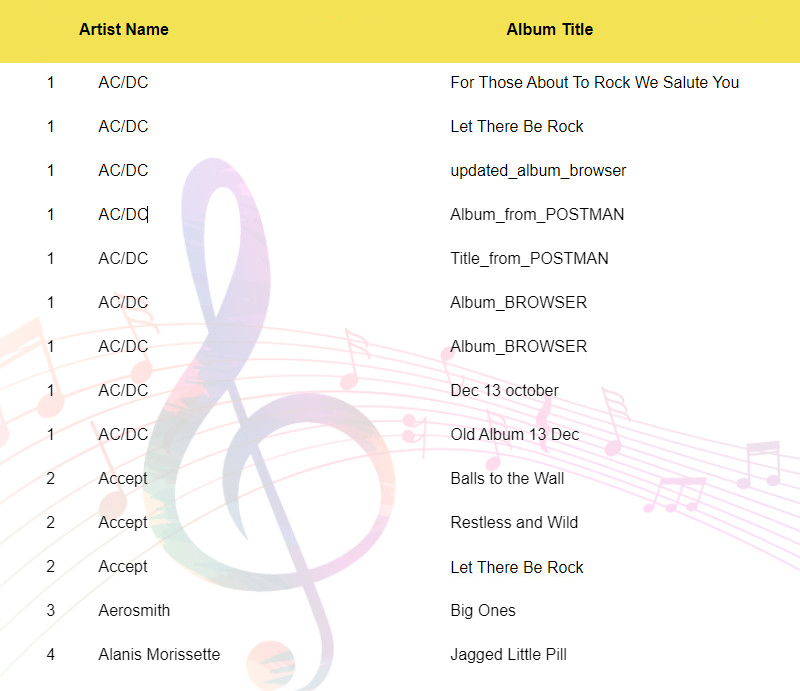 Artist Name Album Title
1 AC/DC For Those About To Rock We Salute You
1 AC/DC Let There Be Rock
1 AC/DC updated_album_browser
1 AC/DC Album_from_POSTMAN
1 AC/DC Title_from_POSTMAN
1 AC/DC Album_BROWSER
1 AC/DC Album_BROWSER
1 AC/DC Dec 13 october
1 AC/DC Old Album 13 Dec
2 Accept Balls to the Wall
2 Accept Restless and Wild
2 Accept Let There Be Rock
3 Aerosmith Big Ones
4 Alanis Morissette Jagged Little Pill